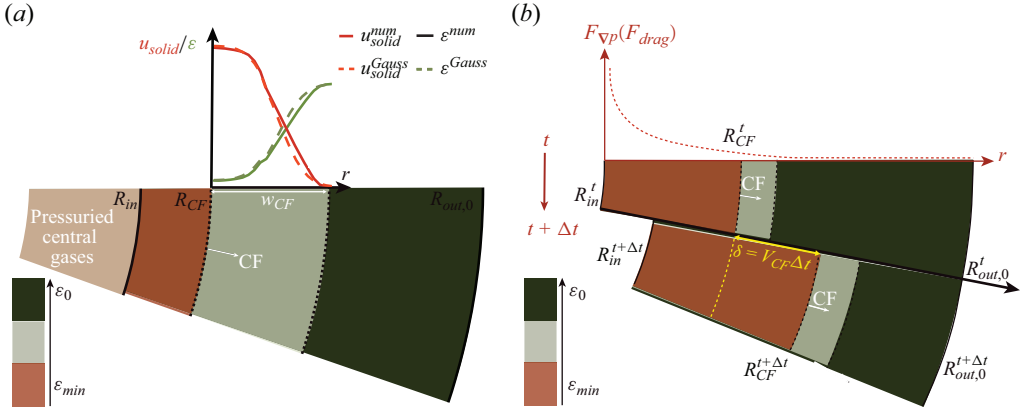 (a)
u_solid/ε
u_solid^num
ε^num
u_solid^Gauss
ε^Gauss
r
R_in
R_CF
w_CF
R_out,0
Pressuried
central
gases
CF
ε_0
ε_min
(b)
F_∇p(F_drag)
t
R_CF^t
r
t + Δt
R_in^t
CF
R_in^t+Δt
δ = V_CF Δt
R_out,0^t
CF
R_CF^t+Δt
R_out,0^t+Δt
ε_0
ε_min